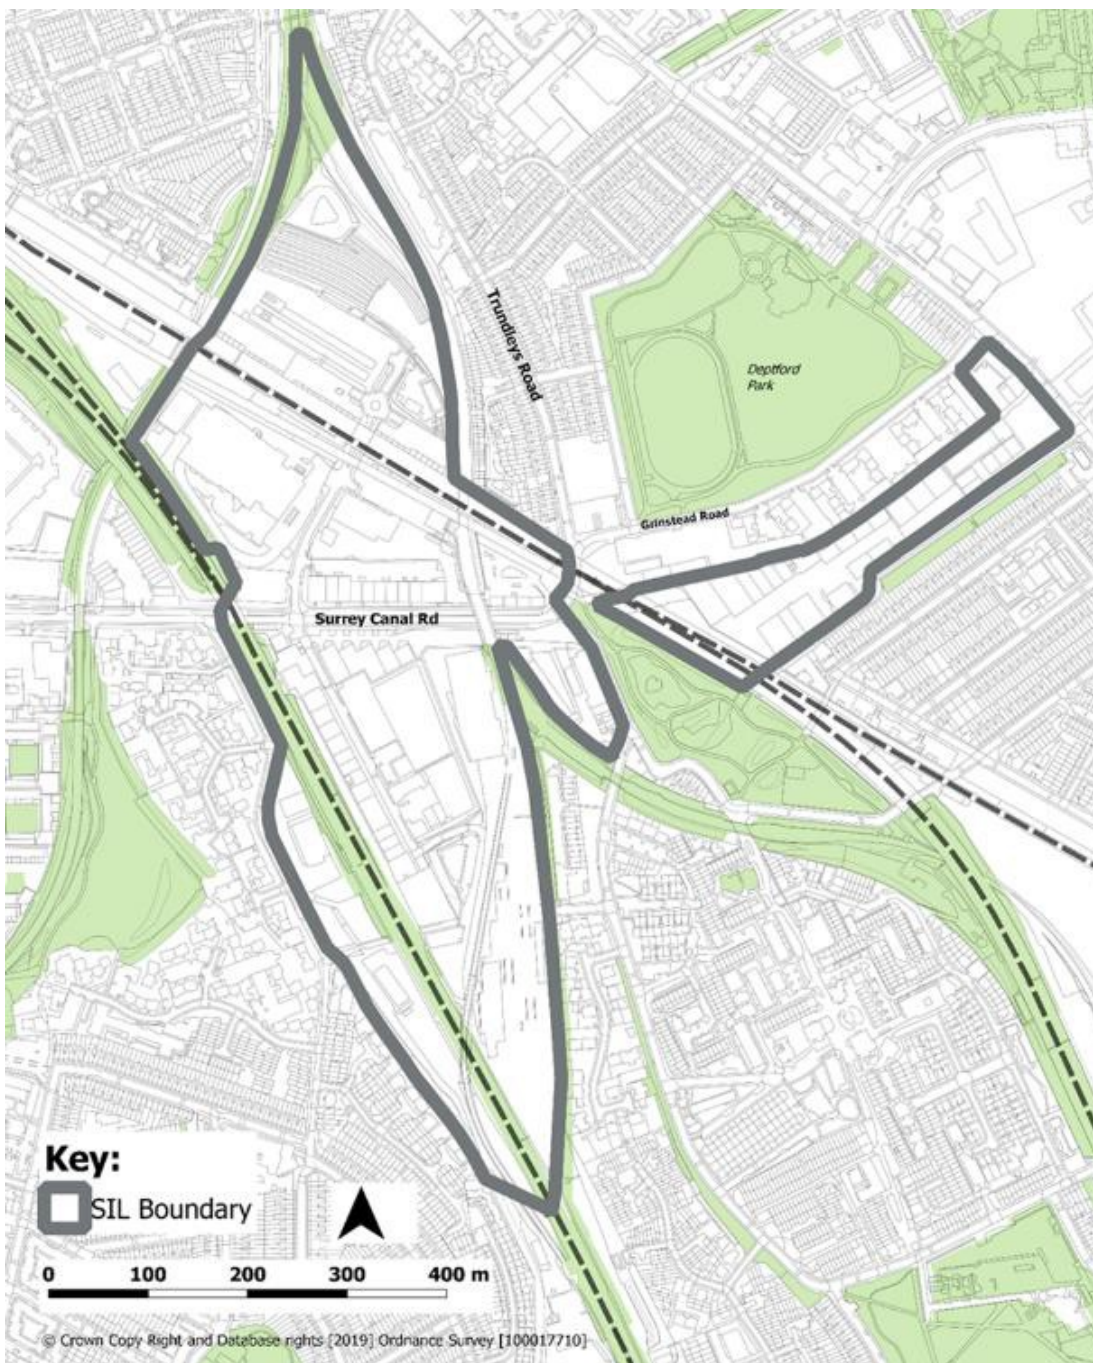 Trundleys Road
Deptford
Park
Grinstead Road
Surrey Canal Rd
Key:
SIL Boundary
0 100 200 300 400 m
© Crown Copy Right and Database rights [2019] Ordnance Survey [100017710]